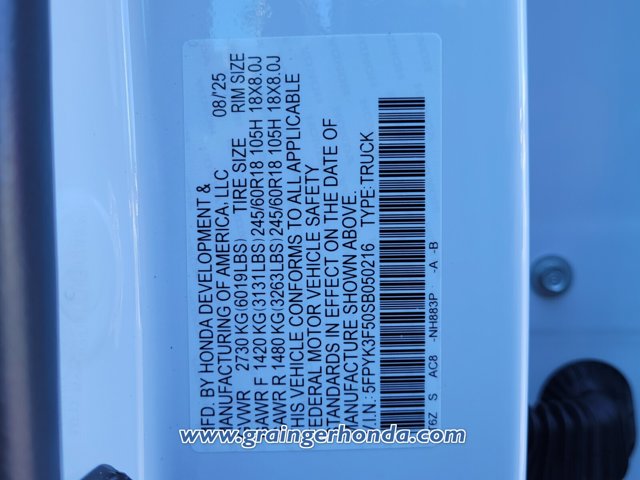 MFD. BY HONDA DEVELOPMENT & 08/'25
MANUFACTURING OF AMERICA, LLC
GVWR 2730 KG(6019LBS) TIRE SIZE RIM SIZE
GAWR F 1420 KG(3131LBS)245/60R18 105H 18X8.0J
GAWR R 1480 KG(3263LBS)245/60R18 105H 18X8.0J
THIS VEHICLE CONFORMS TO ALL APPLICABLE
FEDERAL MOTOR VEHICLE SAFETY
STANDARDS IN EFFECT ON THE DATE OF
MANUFACTURE SHOWN ABOVE.
V.I.N.: 5FPYK3F50SB050216 TYPE: TRUCK
T6Z S AC8 -NH883P -A -B
www.graingerhonda.com